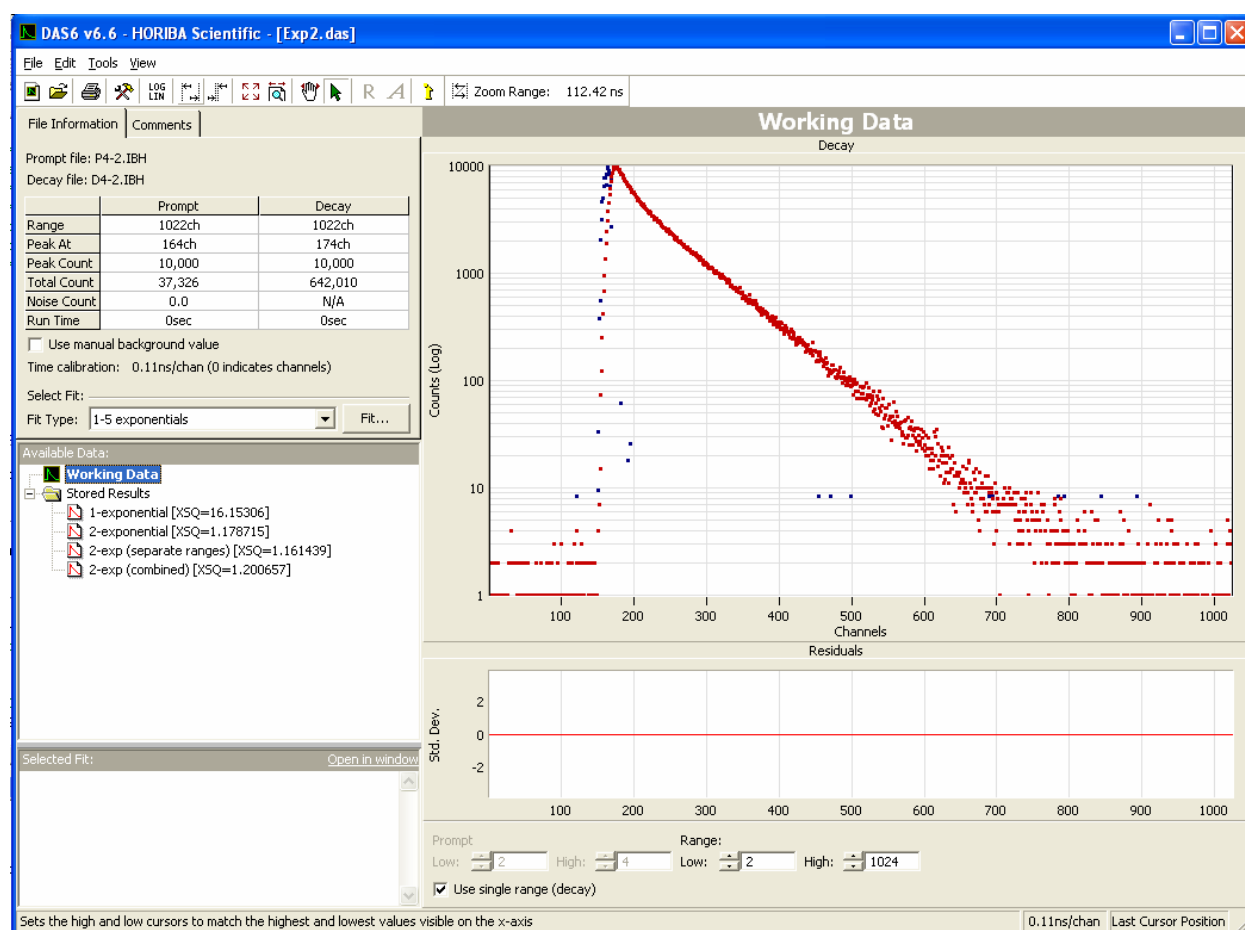 DAS6 v6.6 - HORIBA Scientific - [Exp2.das]
File Edit Tools View
LOG LIN R A Zoom Range: 112.42 ns
File Information Comments
Prompt file: P4-2.IBH
Decay file: D4-2.IBH
Prompt Decay
Range 1022ch 1022ch
Peak At 164ch 174ch
Peak Count 10,000 10,000
Total Count 37,326 642,010
Noise Count 0.0 N/A
Run Time 0sec 0sec
Use manual background value
Time calibration: 0.11ns/chan (0 indicates channels)
Select Fit:
Fit Type: 1-5 exponentials Fit...
Available Data:
Working Data
Stored Results
1-exponential [XSQ=16.15306]
2-exponential [XSQ=1.178715]
2-exp (separate ranges) [XSQ=1.161439]
2-exp (combined) [XSQ=1.200657]
Selected Fit: Open in window
Working Data
Decay
10000
1000
100
10
1
Counts (Log)
100 200 300 400 500 600 700 800 900 1000
Channels
Residuals
2
0
-2
Std. Dev.
100 200 300 400 500 600 700 800 900 1000
Prompt Range:
Low: 2 High: 4 Low: 2 High: 1024
Use single range (decay)
Sets the high and low cursors to match the highest and lowest values visible on the x-axis 0.11ns/chan Last Cursor Position